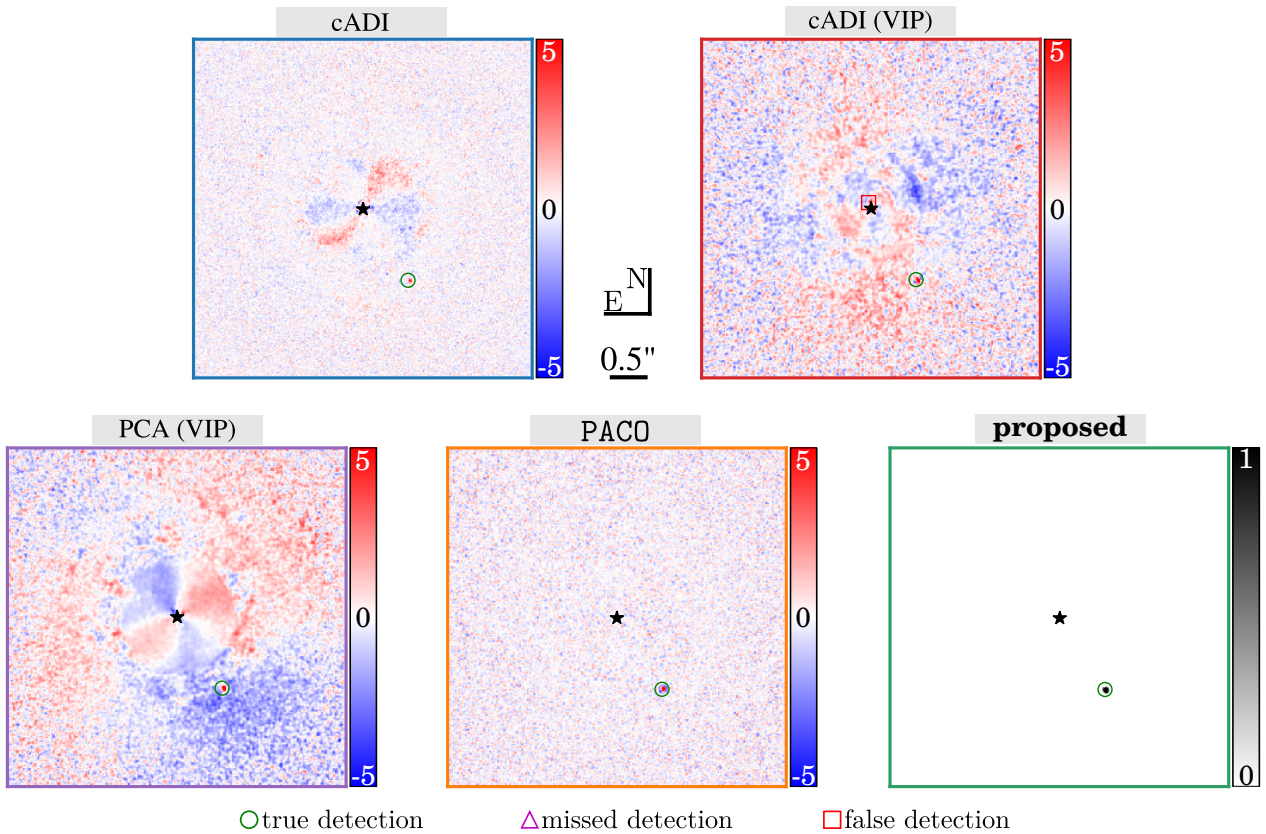 cADI
cADI (VIP)
5
0
-5
5
0
-5
N
E
0.5"
PCA (VIP)
PACO
proposed
5
0
-5
5
0
-5
1
0
true detection
missed detection
false detection